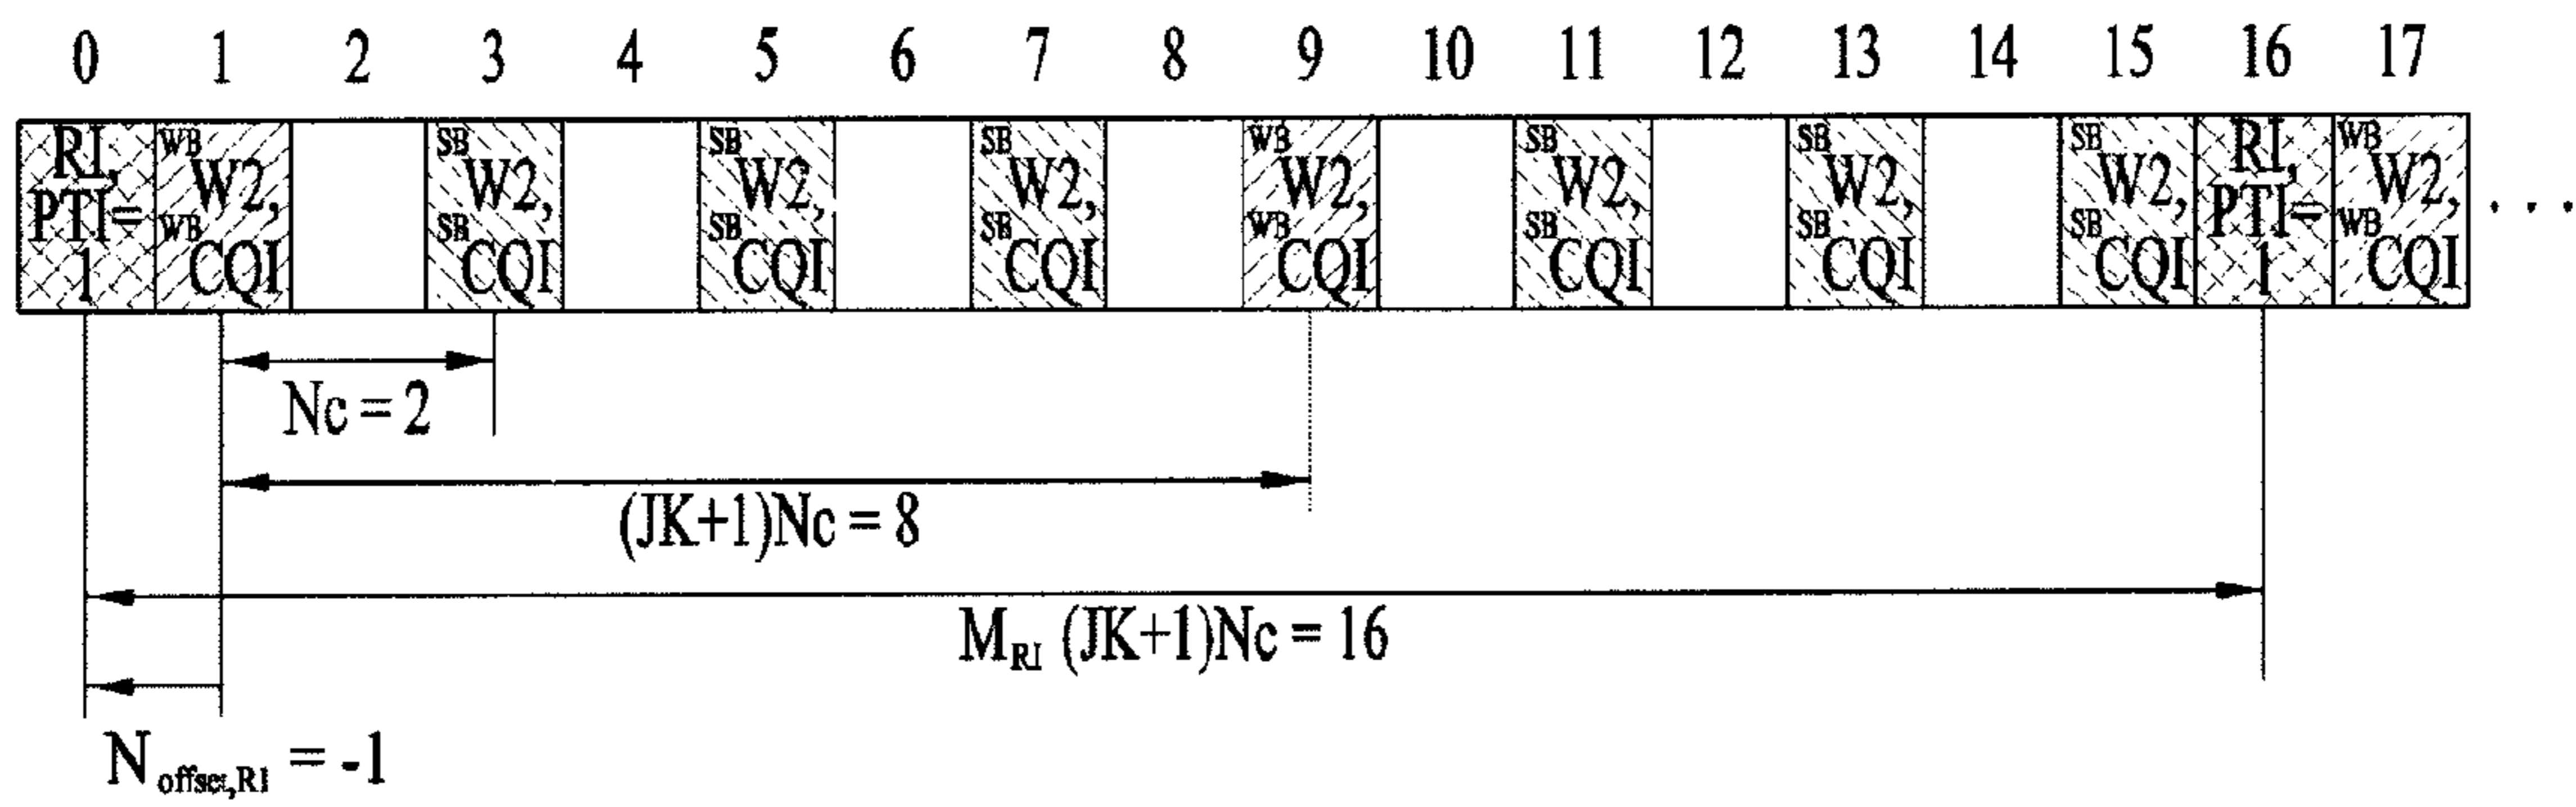 0 1 2 3 4 5 6 7 8 9 10 11 12 13 14 15 16 17
RI, PTI= 1
WB W2, WB CQI
SB W2, SB CQI
SB W2, SB CQI
SB W2, SB CQI
WB W2, WB CQI
SB W2, SB CQI
SB W2, SB CQI
SB W2, SB CQI
RI, PTI= 1
WB W2, WB CQI
...
Nc = 2
(JK+1)Nc = 8
MRI (JK+1)Nc = 16
Noffset,RI = -1